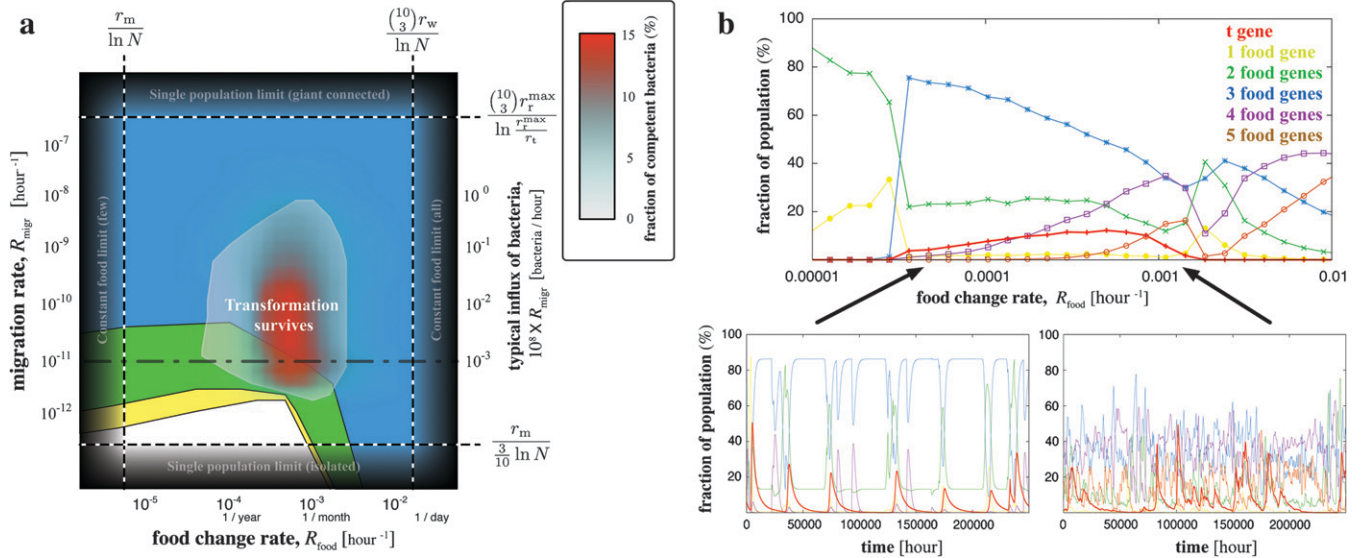 a
r_m / ln N
(10 3) r_w / ln N
Single population limit (giant connected)
(10 3) r_r^max / ln r_r^max / r_t
migration rate, R_migr [hour⁻¹]
10⁻⁷
10⁻⁸
10⁻⁹
10⁻¹⁰
10⁻¹¹
10⁻¹²
Constant food limit (few)
Transformation
survives
Constant food limit (all)
10⁰
10⁻¹
10⁻²
10⁻³
typical influx of bacteria,
10⁸ X R_migr [bacteria / hour]
r_m / 3/10 ln N
Single population limit (isolated)
10⁻⁵
10⁻⁴
10⁻³
10⁻²
1 / year
1 / month
1 / day
food change rate, R_food [hour⁻¹]
15
10
5
0
fraction of competent bacteria (%)
b
100
80
60
40
20
fraction of population (%)
t gene
1 food gene
2 food genes
3 food genes
4 food genes
5 food genes
0.00001
0.0001
0.001
0.01
food change rate, R_food [hour⁻¹]
100
80
60
40
20
fraction of population (%)
0
50000
100000
150000
200000
time [hour]
100
80
60
40
20
0
50000
100000
150000
200000
time [hour]